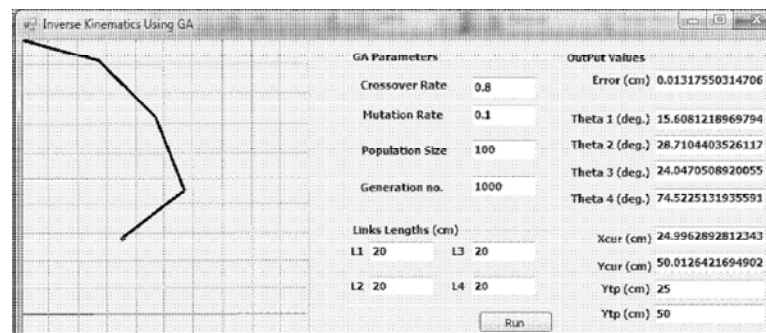 Inverse Kinematics Using GA
GA Parameters
Crossover Rate 0.8
Mutation Rate 0.1
Population Size 100
Generation no. 1000
Links Lengths (cm)
L1 20 L3 20
L2 20 L4 20
Run
OutPut Values
Error (cm) 0.01317550314706
Theta 1 (deg.) 15.6081218969794
Theta 2 (deg.) 28.7104403526117
Theta 3 (deg.) 24.0470508920055
Theta 4 (deg.) 74.5225131935591
Xcur (cm) 24.9962892812343
Ycur (cm) 50.0126421694902
Ytp (cm) 25
Ytp (cm) 50